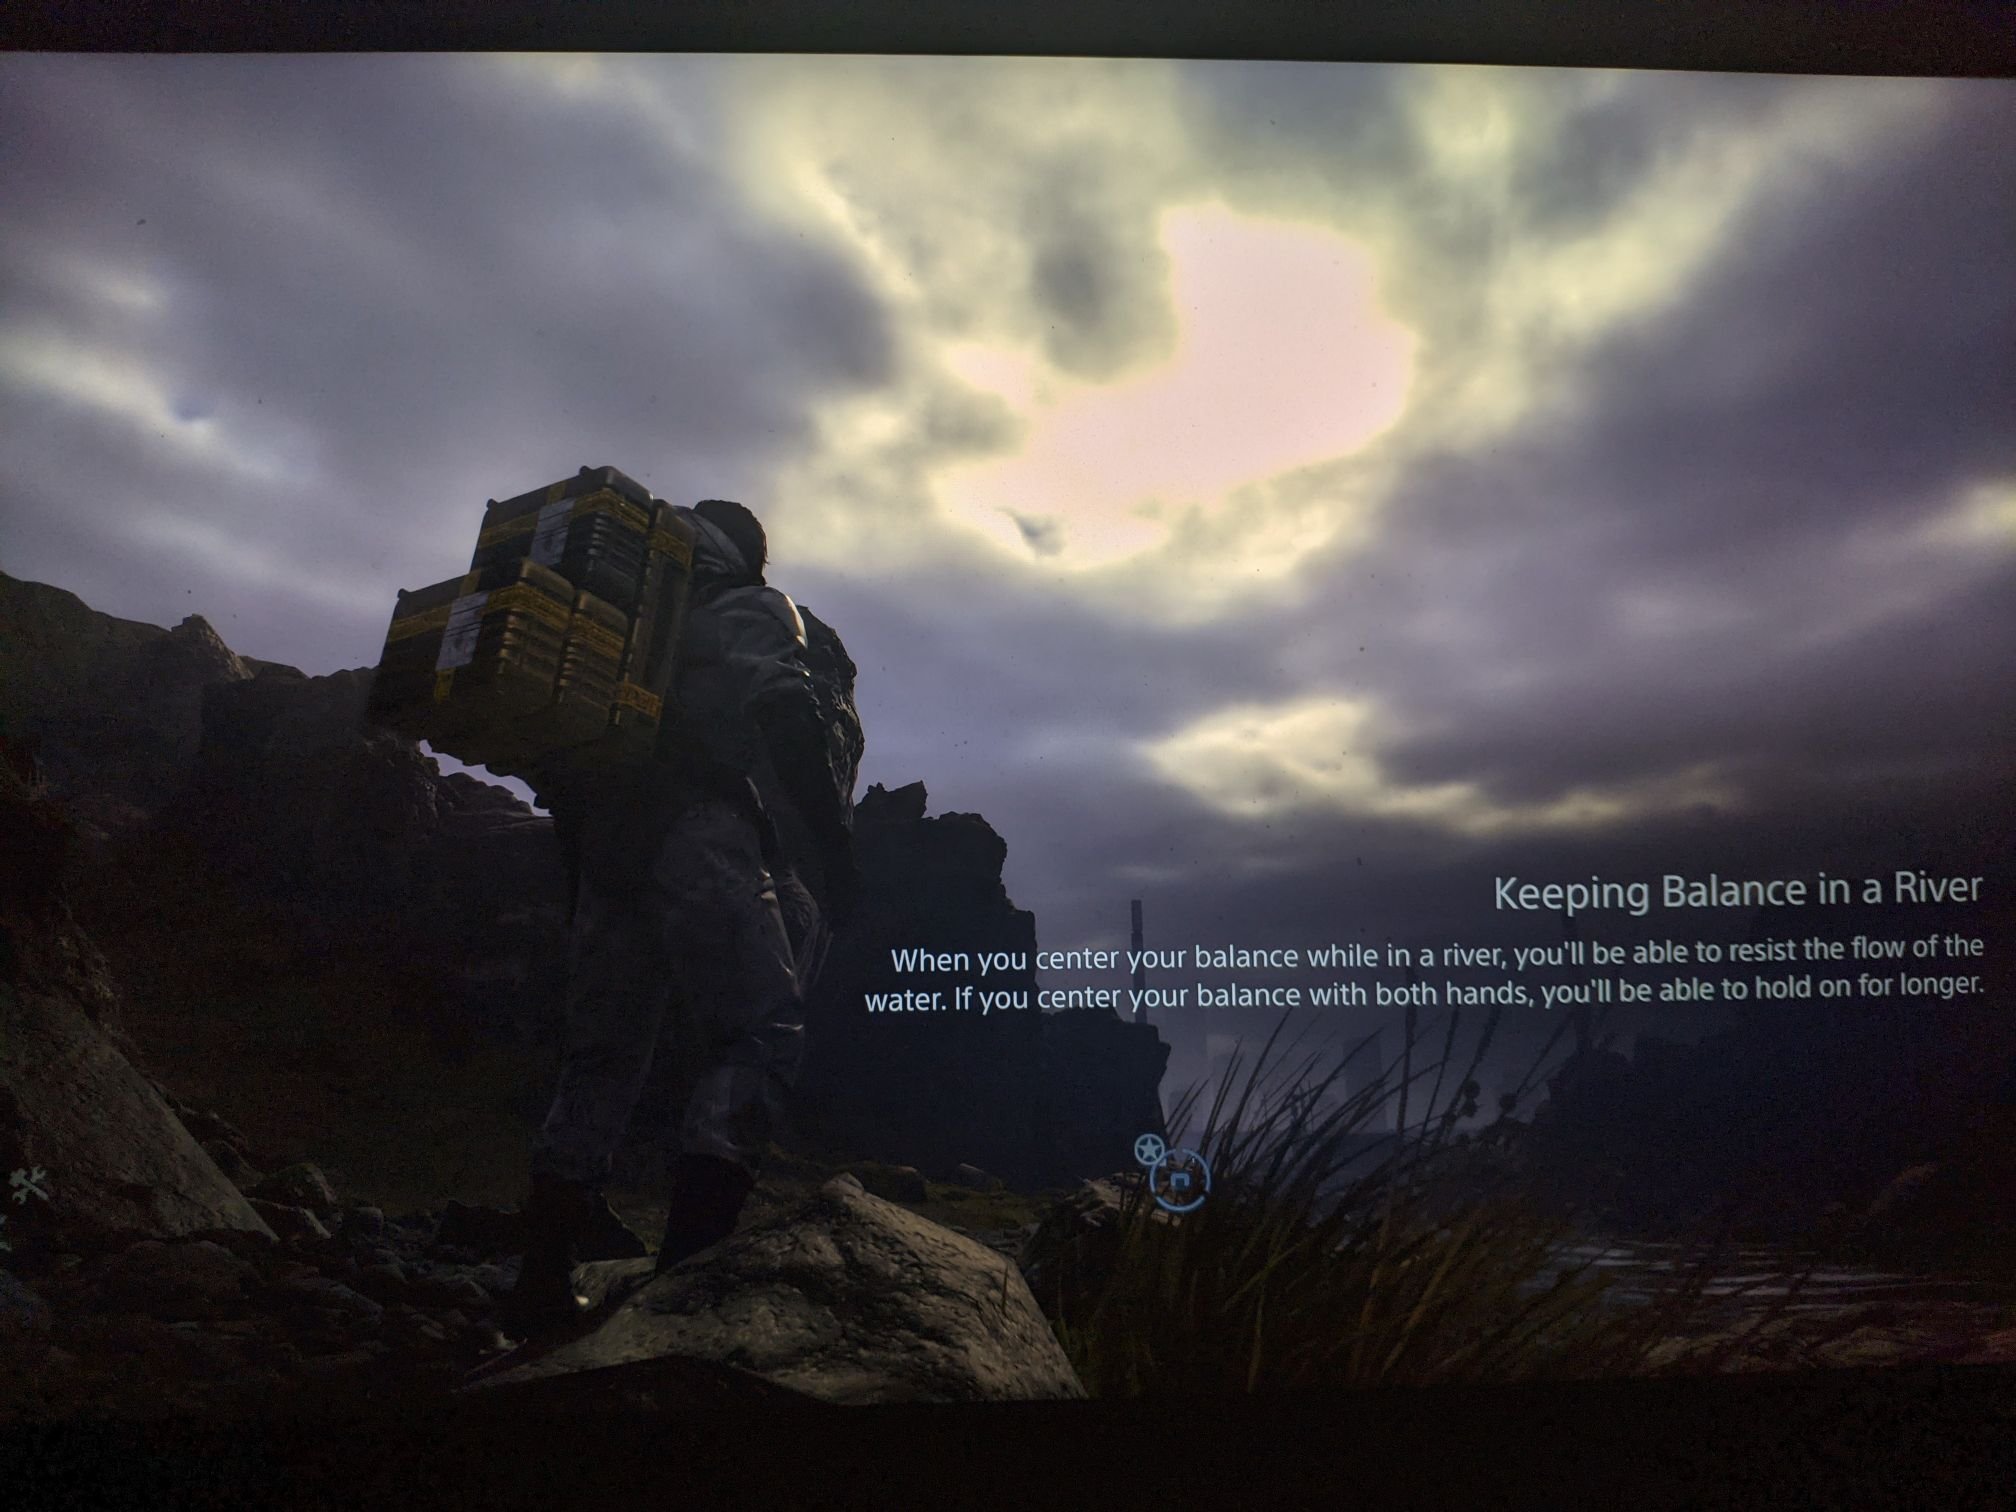 Keeping Balance in a River
When you center your balance while in a river, you'll be able to resist the flow of the
water. If you center your balance with both hands, you'll be able to hold on for longer.